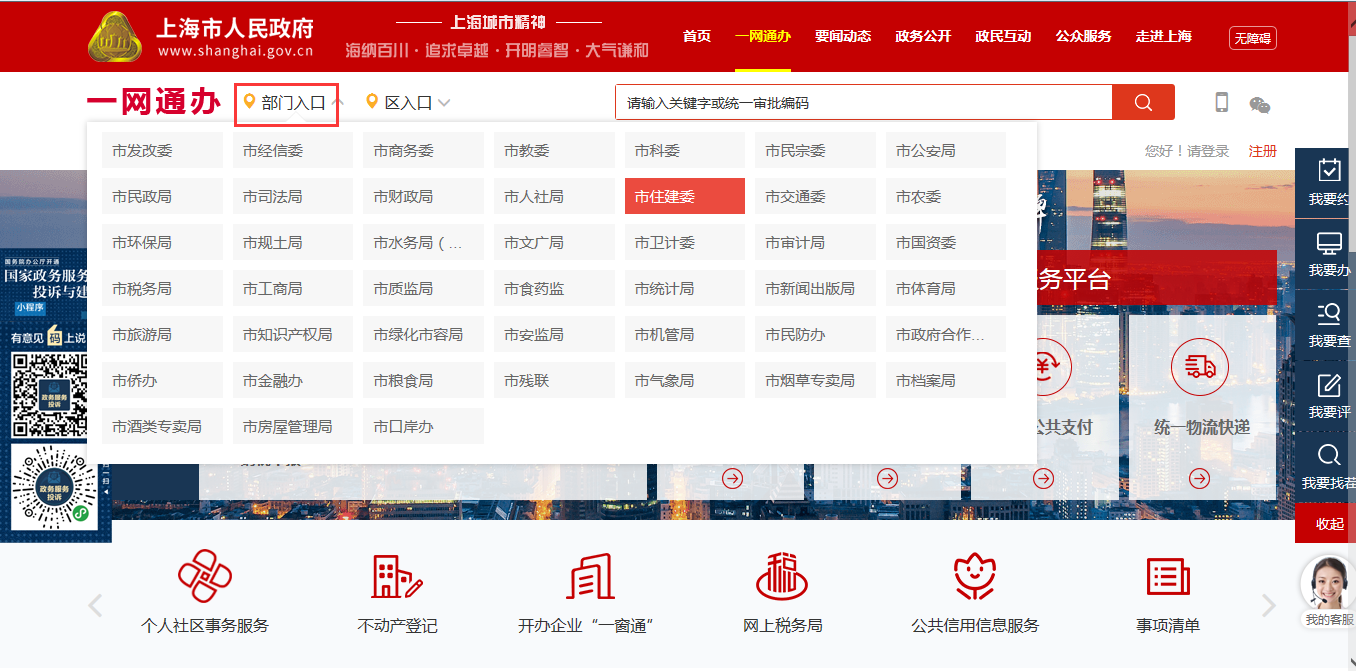 上海市人民政府
www.shanghai.gov.cn
上海城市精神
海纳百川 · 追求卓越 · 开明睿智 · 大气谦和
首页 一网通办 要闻动态 政务公开 政民互动 公众服务 走进上海 无障碍
一网通办 部门入口 区入口 请输入关键字或统一审批编码
您好！请登录 注册
市发改委 市经信委 市商务委 市教委 市科委 市民宗委 市公安局
市民政局 市司法局 市财政局 市人社局 市住建委 市交通委 市农委
市环保局 市规土局 市水务局（... 市文广局 市卫计委 市审计局 市国资委
市税务局 市工商局 市质监局 市食药监 市统计局 市新闻出版局 市体育局
市旅游局 市知识产权局 市绿化市容局 市安监局 市机管局 市民防办 市政府合作...
市侨办 市金融办 市粮食局 市残联 市气象局 市烟草专卖局 市档案局
市酒类专卖局 市房屋管理局 市口岸办
务平台
公共支付 统一物流快递
国务院办公厅开通
国家政务服务
投诉与建
小程序
有意见 码上说
政务服务
投诉
政务服务
投诉
我要约
我要办
我要查
我要评
我要找茬
收起
我的客服
个人社区事务服务 不动产登记 开办企业“一窗通” 网上税务局 公共信用信息服务 事项清单